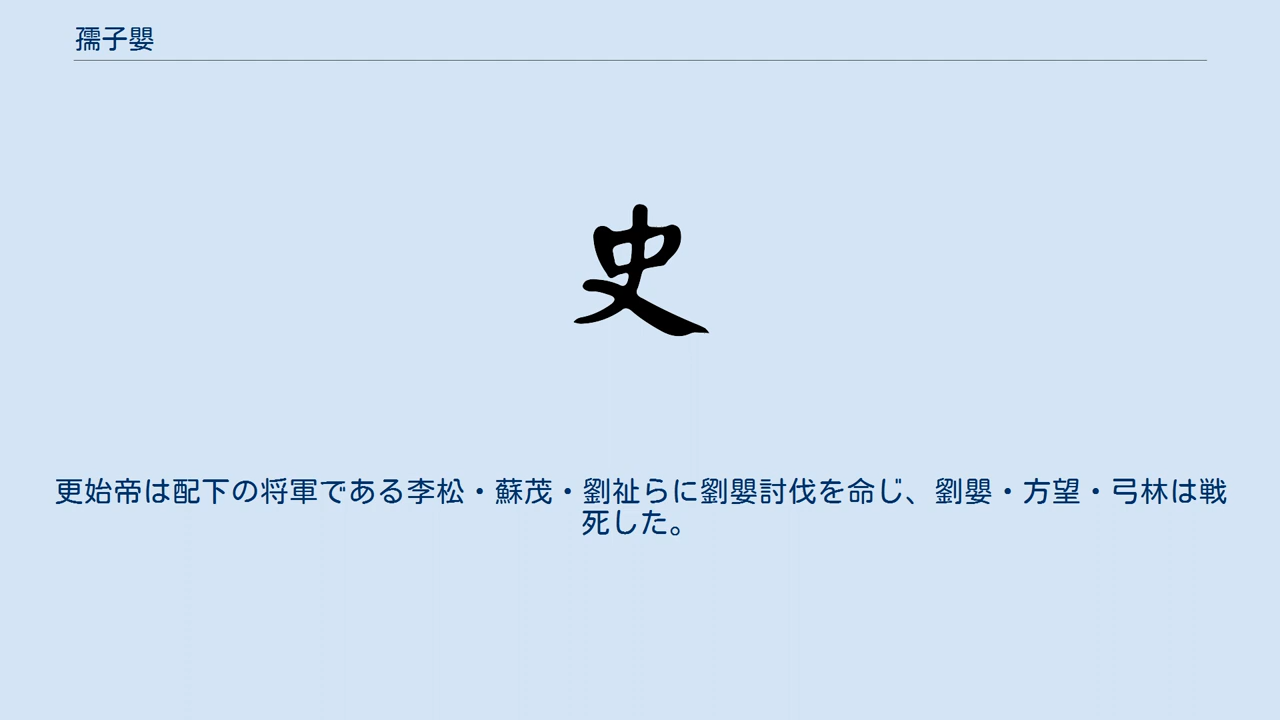 孺子嬰
史
更始帝は配下の将軍である李松・蘇茂・劉祉らに劉嬰討伐を命じ、劉嬰・方望・弓林は戦
死した。